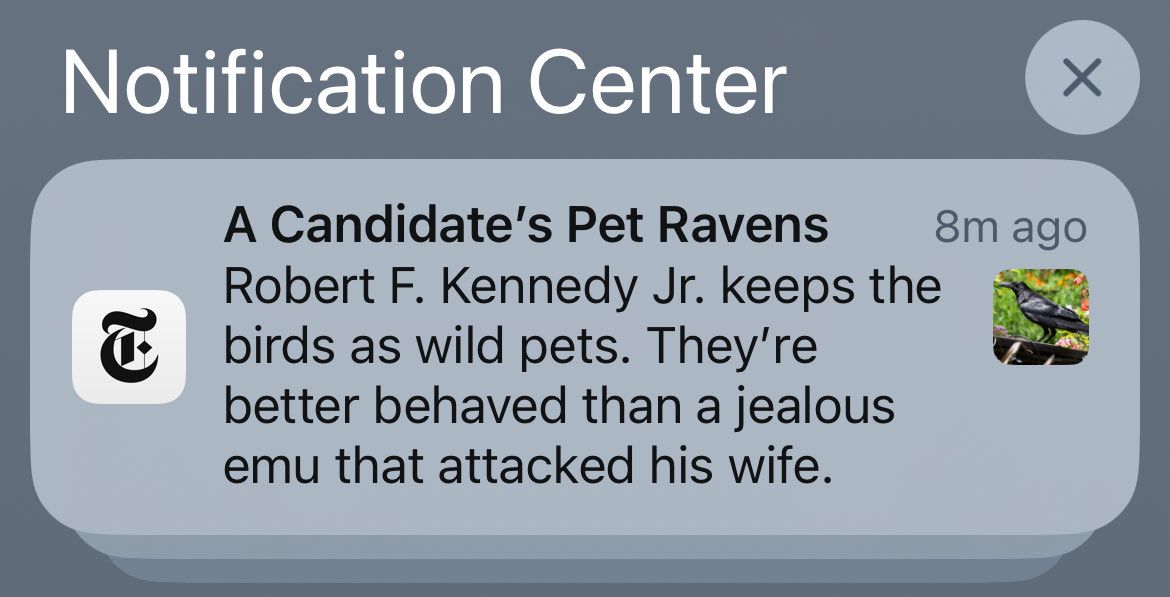 Notification Center
A Candidate’s Pet Ravens
8m ago
Robert F. Kennedy Jr. keeps the
birds as wild pets. They’re
better behaved than a jealous
emu that attacked his wife.